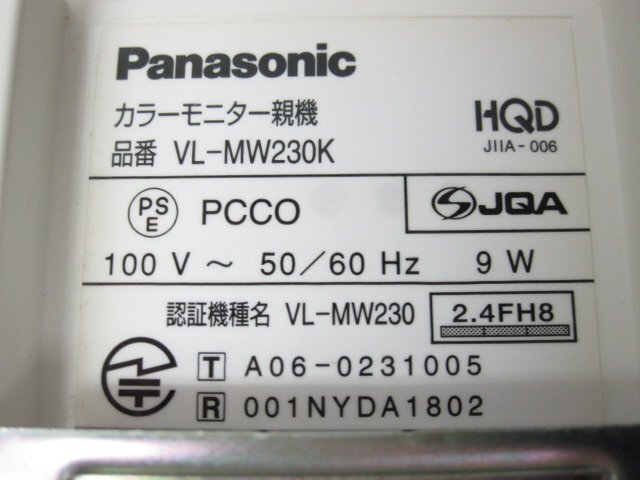 Panasonic
カラーモニター親機
品番 VL-MW230K
HQD
JIIA-006
PS E PCCO
JQA
100 V ～ 50/60 Hz 9 W
認証機種名 VL-MW230 2.4FH8
T A06-0231005
R 001NYDA1802